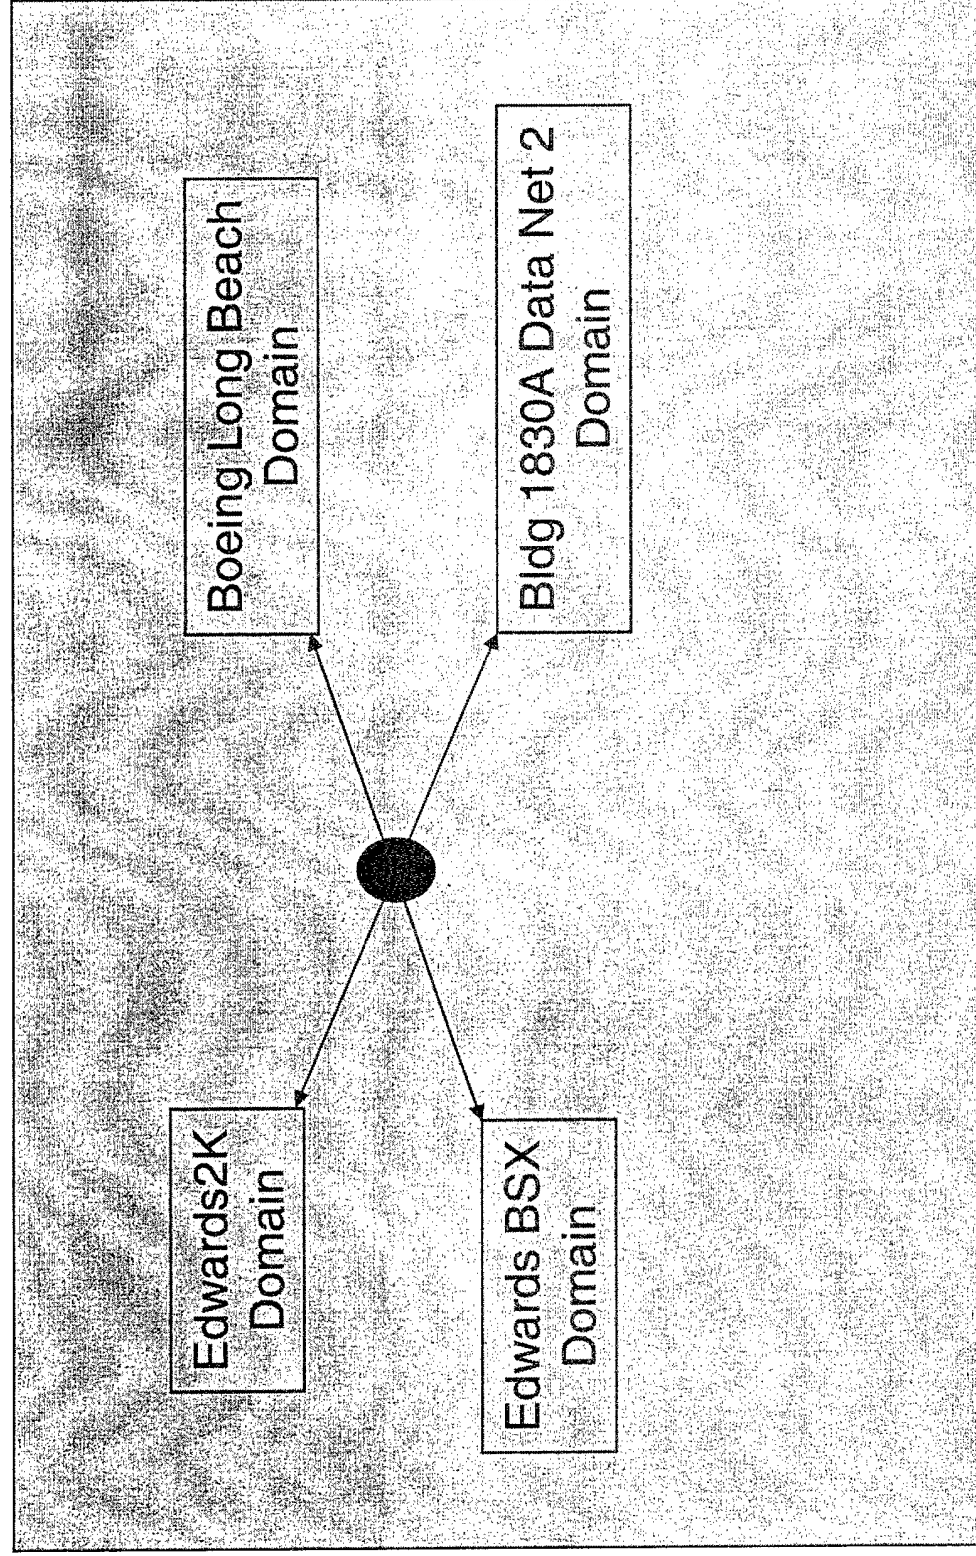 Edwards2K
Domain
Boeing Long Beach
Domain
Edwards BSX
Domain
Bldg 1830A Data Net 2
Domain